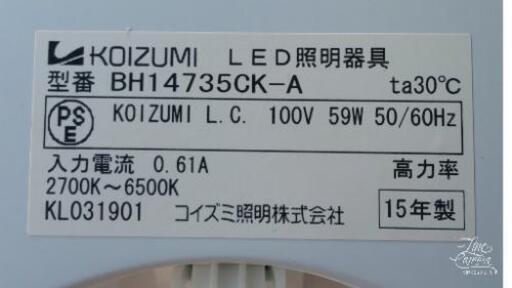 KOIZUMI LED照明器具
型番 BH14735CK-A ta30℃
PSE KOIZUMI L.C. 100V 59W 50/60Hz
入力電流 0.61A 高力率
2700K～6500K
KL031901 コイズミ照明株式会社 15年製
Line Camera